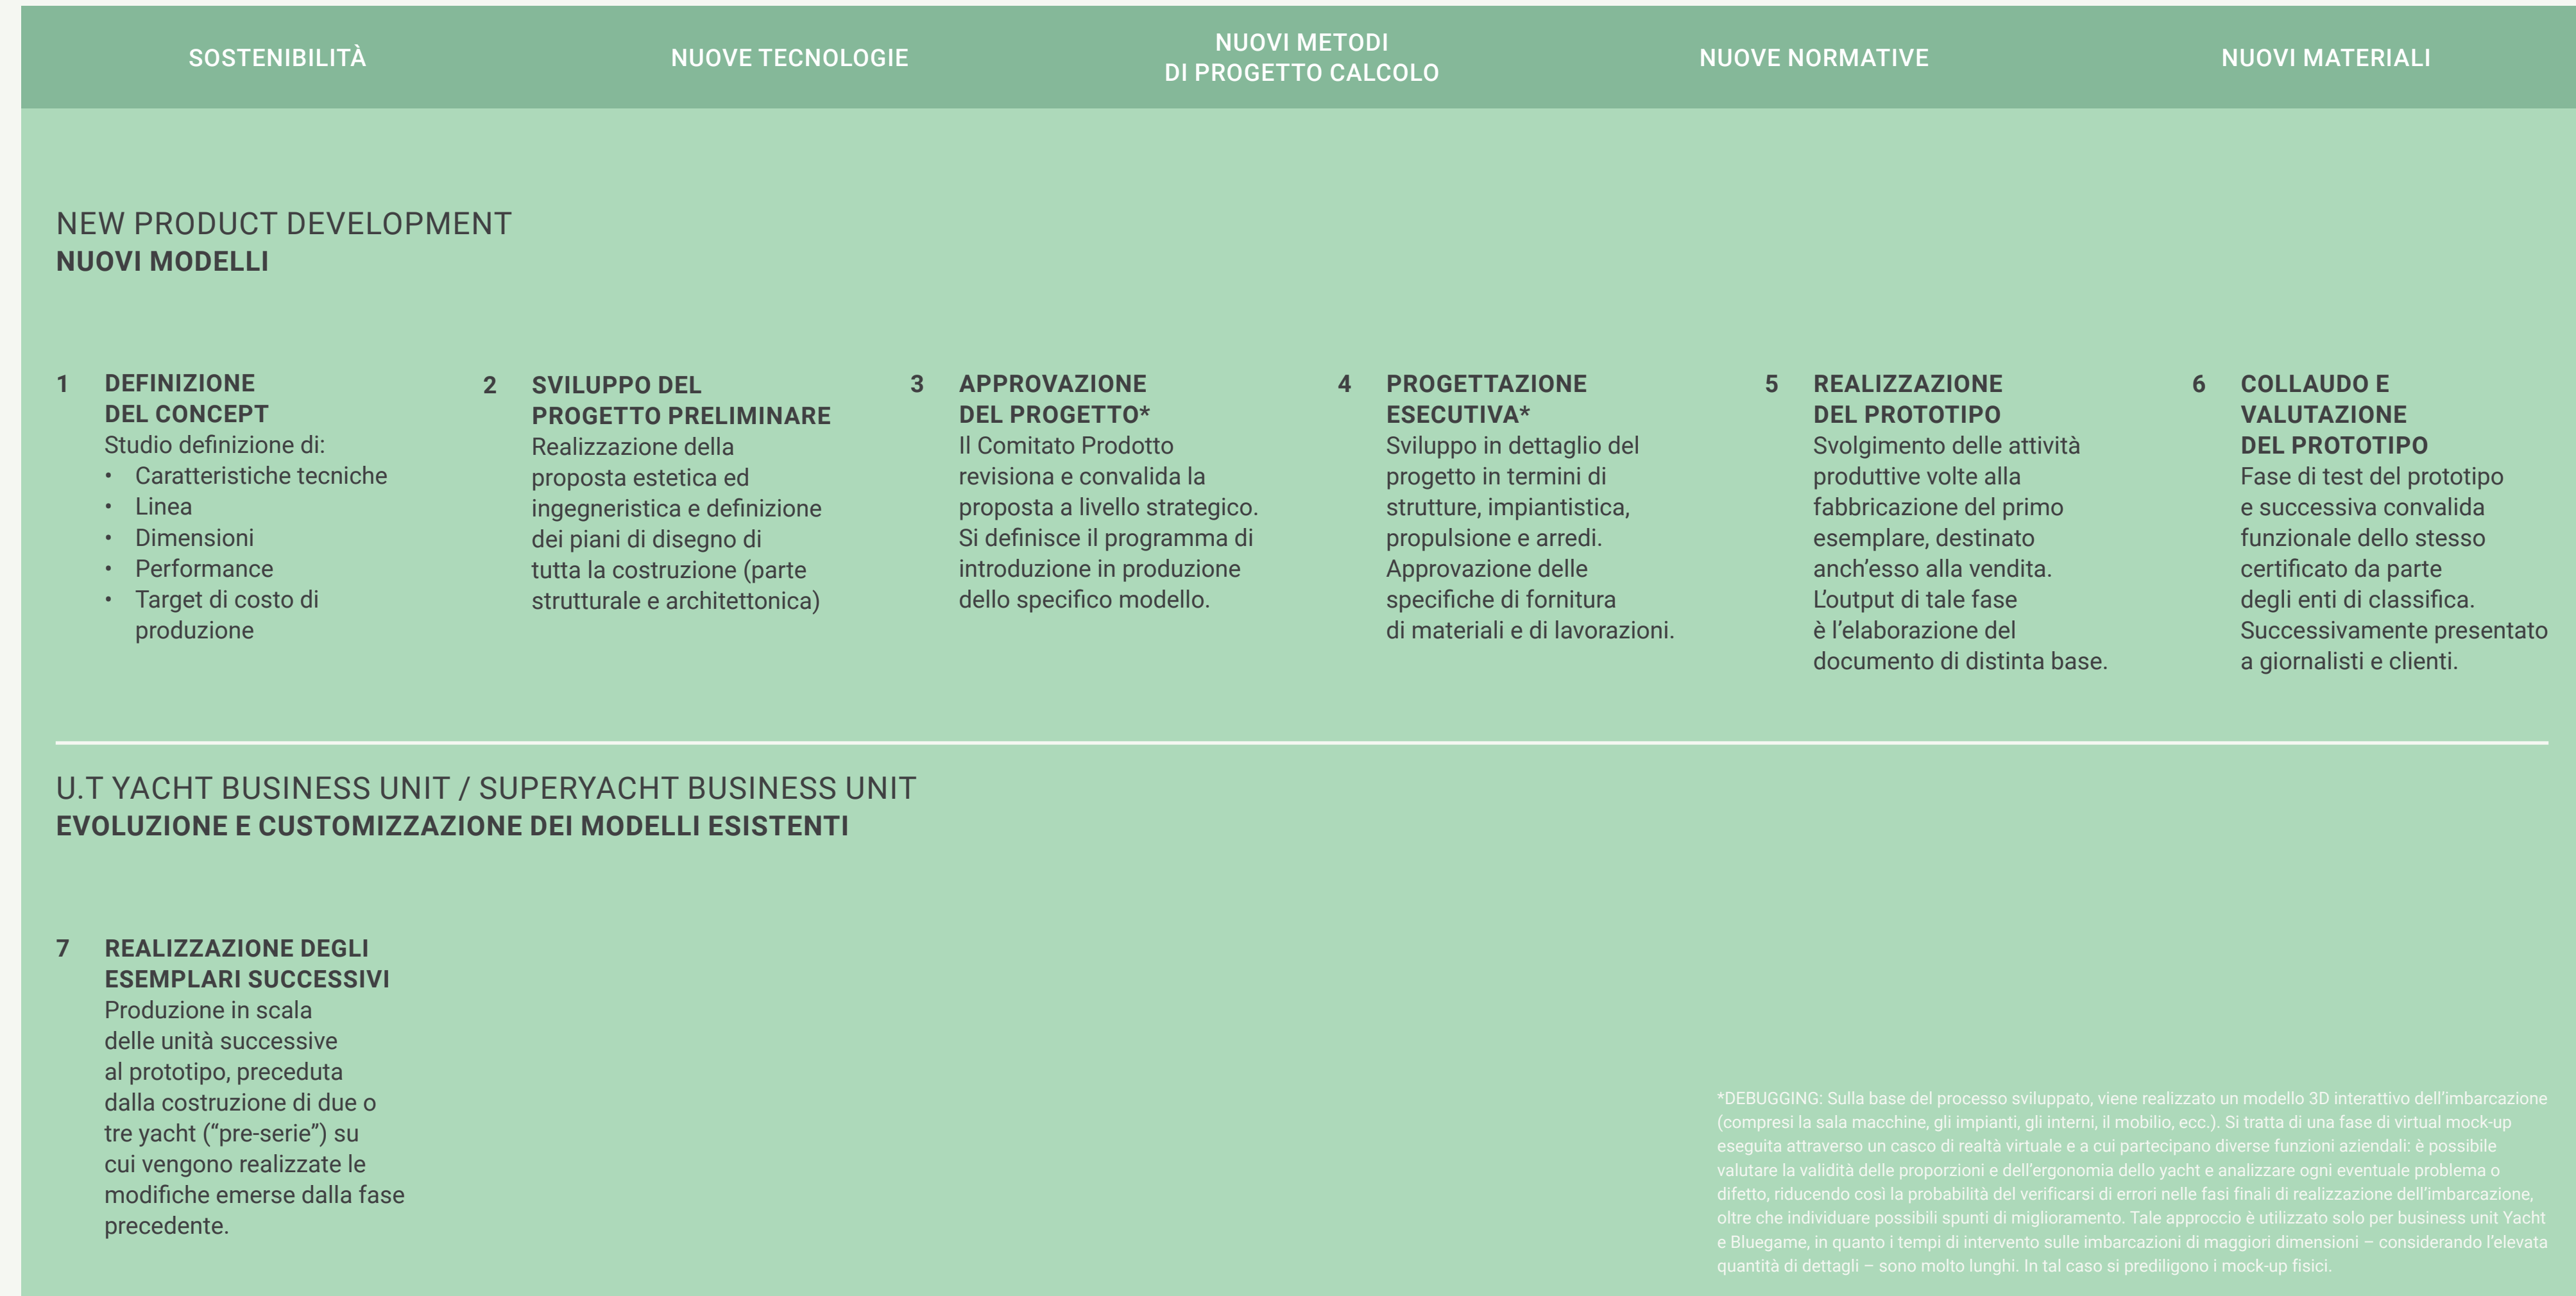 SOSTENIBILITÀ
NUOVE TECNOLOGIE
NUOVI METODI
DI PROGETTO CALCOLO
NUOVE NORMATIVE
NUOVI MATERIALI
NEW PRODUCT DEVELOPMENT
NUOVI MODELLI
1 DEFINIZIONE
DEL CONCEPT
Studio definizione di:
• Caratteristiche tecniche
• Linea
• Dimensioni
• Performance
• Target di costo di
produzione
2 SVILUPPO DEL
PROGETTO PRELIMINARE
Realizzazione della
proposta estetica ed
ingegneristica e definizione
dei piani di disegno di
tutta la costruzione (parte
strutturale e architettonica)
3 APPROVAZIONE
DEL PROGETTO*
Il Comitato Prodotto
revisiona e convalida la
proposta a livello strategico.
Si definisce il programma di
introduzione in produzione
dello specifico modello.
4 PROGETTAZIONE
ESECUTIVA*
Sviluppo in dettaglio del
progetto in termini di
strutture, impiantistica,
propulsione e arredi.
Approvazione delle
specifiche di fornitura
di materiali e di lavorazioni.
5 REALIZZAZIONE
DEL PROTOTIPO
Svolgimento delle attività
produttive volte alla
fabbricazione del primo
esemplare, destinato
anch’esso alla vendita.
L’output di tale fase
è l’elaborazione del
documento di distinta base.
6 COLLAUDO E
VALUTAZIONE
DEL PROTOTIPO
Fase di test del prototipo
e successiva convalida
funzionale dello stesso
certificato da parte
degli enti di classifica.
Successivamente presentato
a giornalisti e clienti.
U.T YACHT BUSINESS UNIT / SUPERYACHT BUSINESS UNIT
EVOLUZIONE E CUSTOMIZZAZIONE DEI MODELLI ESISTENTI
7 REALIZZAZIONE DEGLI
ESEMPLARI SUCCESSIVI
Produzione in scala
delle unità successive
al prototipo, preceduta
dalla costruzione di due o
tre yacht (“pre-serie”) su
cui vengono realizzate le
modifiche emerse dalla fase
precedente.
*DEBUGGING: Sulla base del processo sviluppato, viene realizzato un modello 3D interattivo dell’imbarcazione
(compresi la sala macchine, gli impianti, gli interni, il mobilio, ecc.). Si tratta di una fase di virtual mock-up
eseguita attraverso un casco di realtà virtuale e a cui partecipano diverse funzioni aziendali: è possibile
valutare la validità delle proporzioni e dell’ergonomia dello yacht e analizzare ogni eventuale problema o
difetto, riducendo così la probabilità del verificarsi di errori nelle fasi finali di realizzazione dell’imbarcazione,
oltre che individuare possibili spunti di miglioramento. Tale approccio è utilizzato solo per business unit Yacht
e Bluegame, in quanto i tempi di intervento sulle imbarcazioni di maggiori dimensioni – considerando l’elevata
quantità di dettagli – sono molto lunghi. In tal caso si prediligono i mock-up fisici.